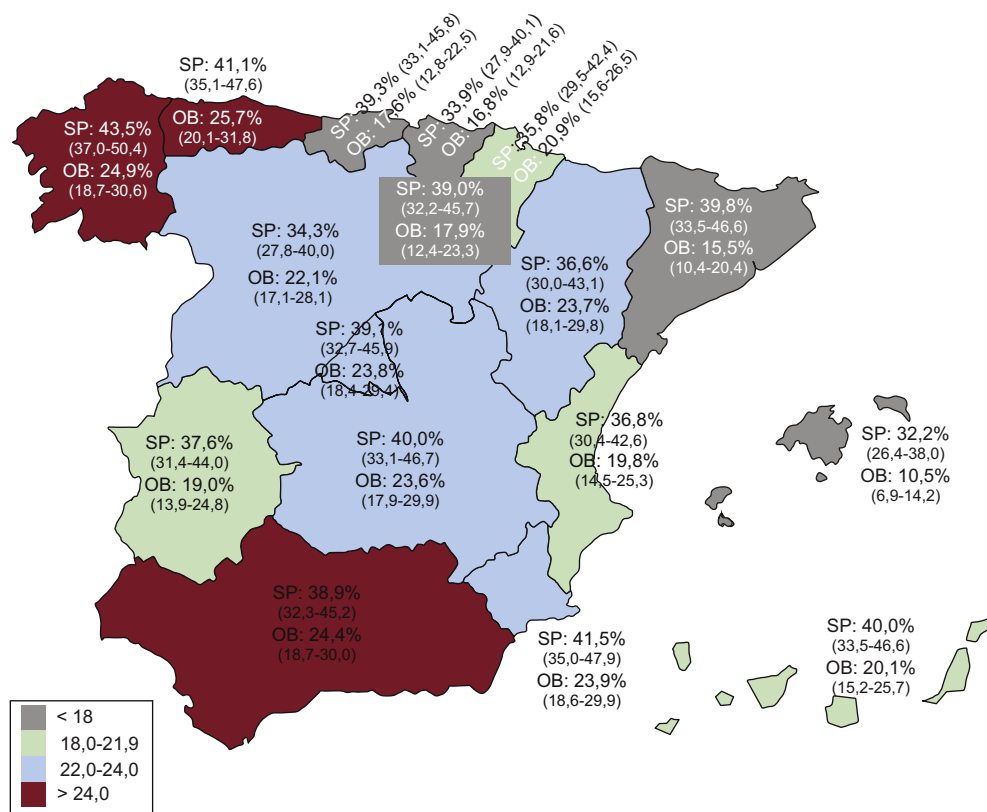 SP: 41,1%
(35,1-47,6)
OB: 25,7%
(20,1-31,8)
SP: 43,5%
(37,0-50,4)
OB: 24,9%
(18,7-30,6)
SP: 39,3% (33,1-45,8)
OB: 17,6% (12,8-22,5)
SP: 33,9% (27,9-40,1)
OB: 16,8% (12,9-21,6)
SP: 35,8% (29,5-42,4)
OB: 20,9% (15,6-26,5)
SP: 39,0%
(32,2-45,7)
OB: 17,9%
(12,4-23,3)
SP: 39,8%
(33,5-46,6)
OB: 15,5%
(10,4-20,4)
SP: 34,3%
(27,8-40,0)
OB: 22,1%
(17,1-28,1)
SP: 36,6%
(30,0-43,1)
OB: 23,7%
(18,1-29,8)
SP: 39,1%
(32,7-45,9)
OB: 23,8%
(18,4-29,4)
SP: 37,6%
(31,4-44,0)
OB: 19,0%
(13,9-24,8)
SP: 40,0%
(33,1-46,7)
OB: 23,6%
(17,9-29,9)
SP: 36,8%
(30,4-42,6)
OB: 19,8%
(14,5-25,3)
SP: 32,2%
(26,4-38,0)
OB: 10,5%
(6,9-14,2)
SP: 38,9%
(32,3-45,2)
OB: 24,4%
(18,7-30,0)
SP: 41,5%
(35,0-47,9)
OB: 23,9%
(18,6-29,9)
SP: 40,0%
(33,5-46,6)
OB: 20,1%
(15,2-25,7)
< 18
18,0-21,9
22,0-24,0
> 24,0